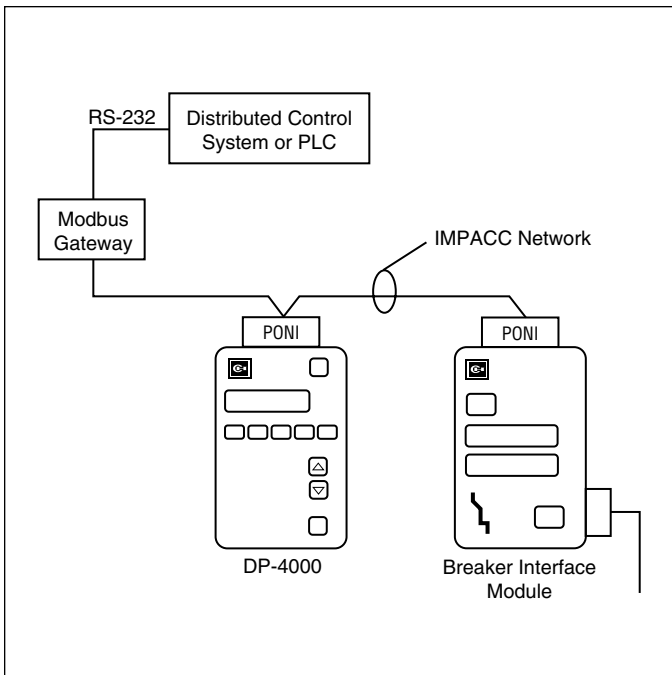 RS-232
Distributed Control
System or PLC
Modbus
Gateway
IMPACC Network
PONI
PONI
DP-4000
Breaker Interface
Module